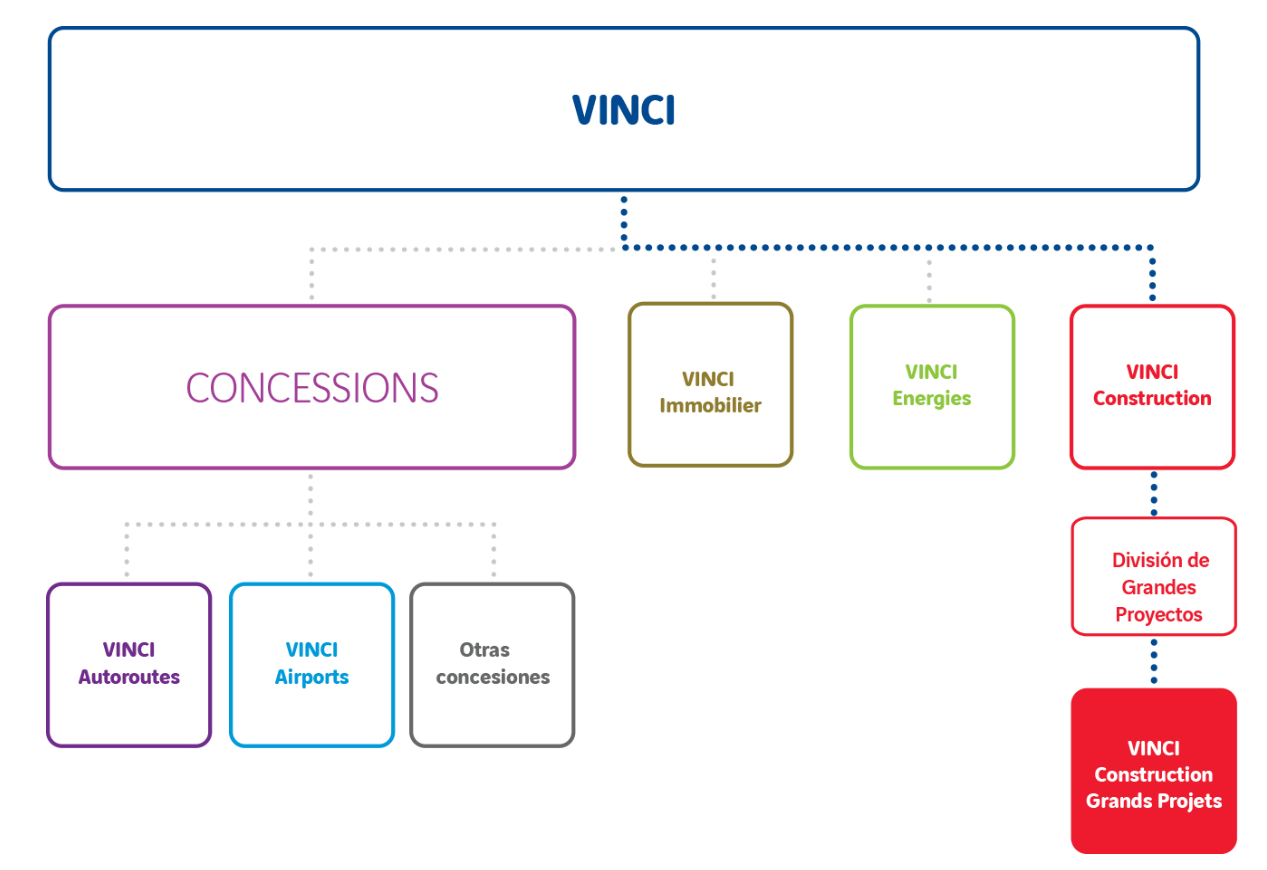 VINCI
CONCESSIONS
VINCI
Immobilier
VINCI
Energies
VINCI
Construction
VINCI
Autoroutes
VINCI
Airports
Otras
concesiones
División de
Grandes
Proyectos
VINCI
Construction
Grands Projets